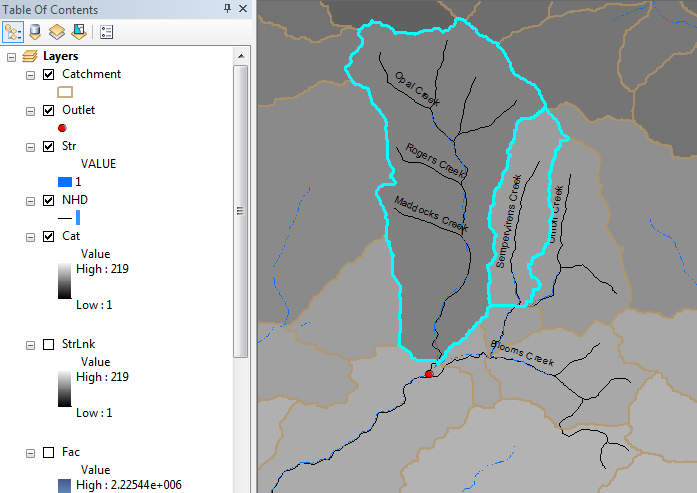 Table Of Contents
Layers
Catchment
Outlet
Str
VALUE
1
NHD
Cat
Value
High : 219
Low : 1
StrLnk
Value
High : 219
Low : 1
Fac
Value
High : 2.22544e+006
Opal Creek
Rogers Creek
Maddocks Creek
Sempervirens Creek
Union Creek
Blooms Creek